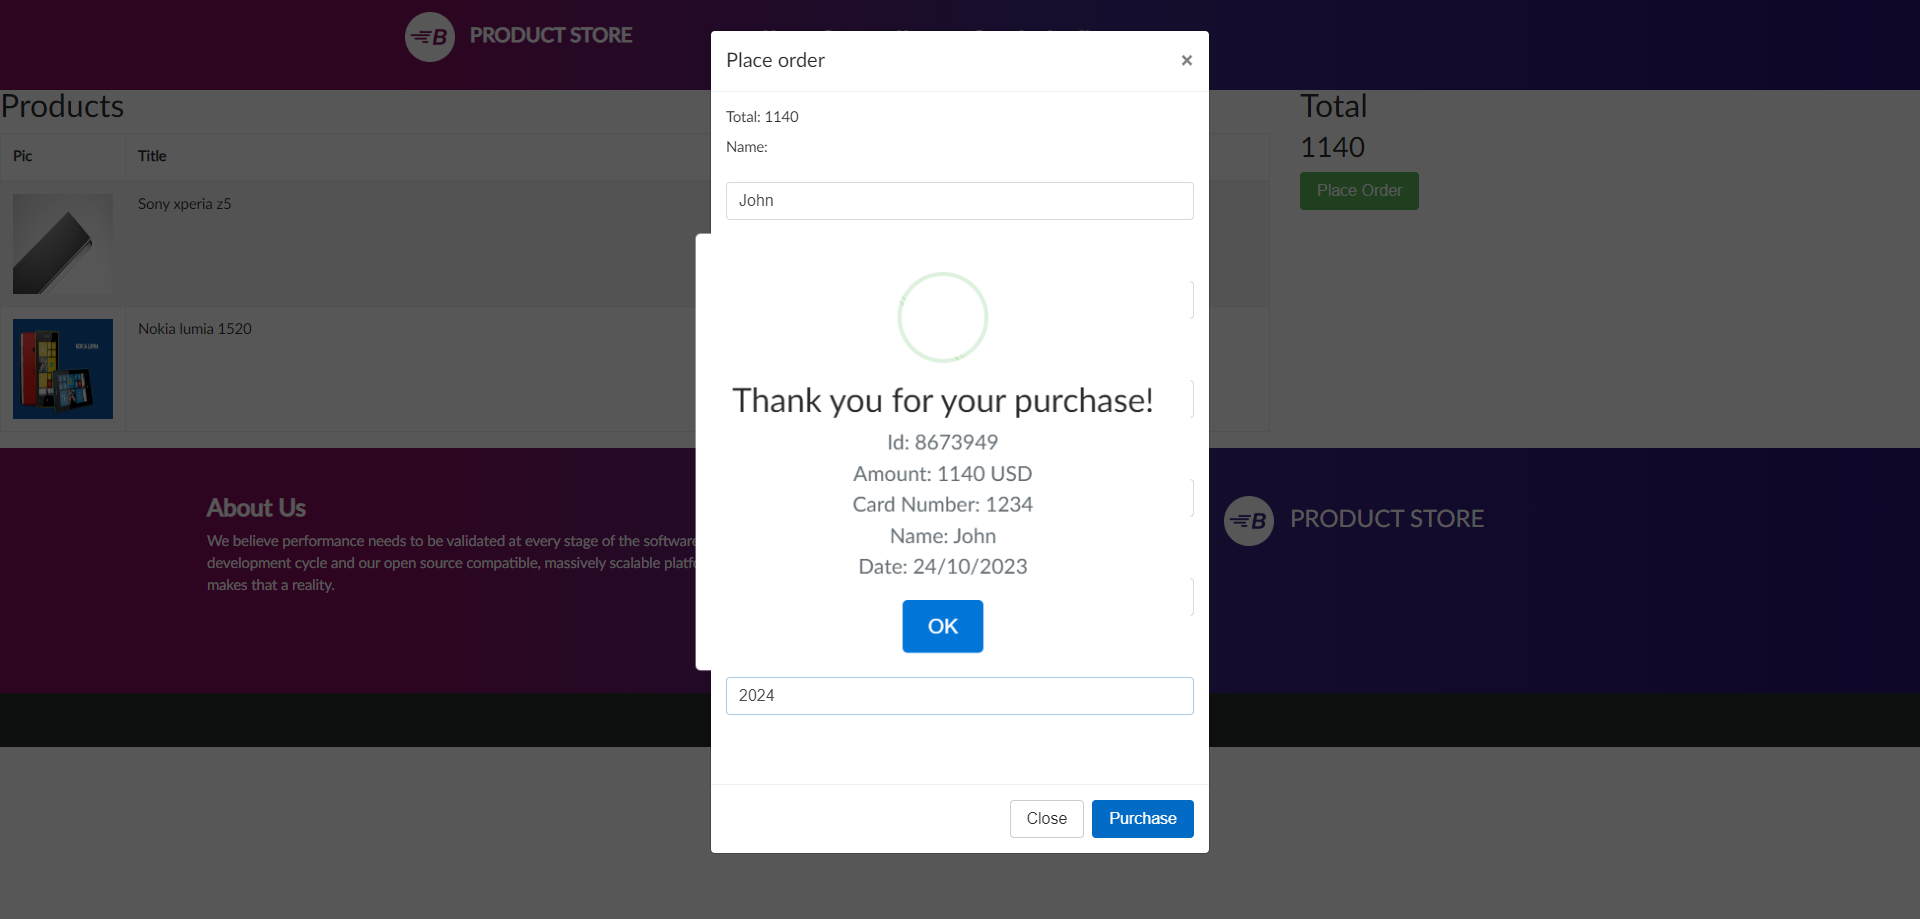 PRODUCT STORE
Place order
×
Products
Total
1140
Place Order
Pic
Title
Sony xperia z5
Nokia lumia 1520
Total: 1140
Name:
John
Thank you for your purchase!
Id: 8673949
Amount: 1140 USD
Card Number: 1234
Name: John
Date: 24/10/2023
OK
2024
Close
Purchase
About Us
We believe performance needs to be validated at every stage of the software
development cycle and our open source compatible, massively scalable
makes that a reality.
B PRODUCT STORE